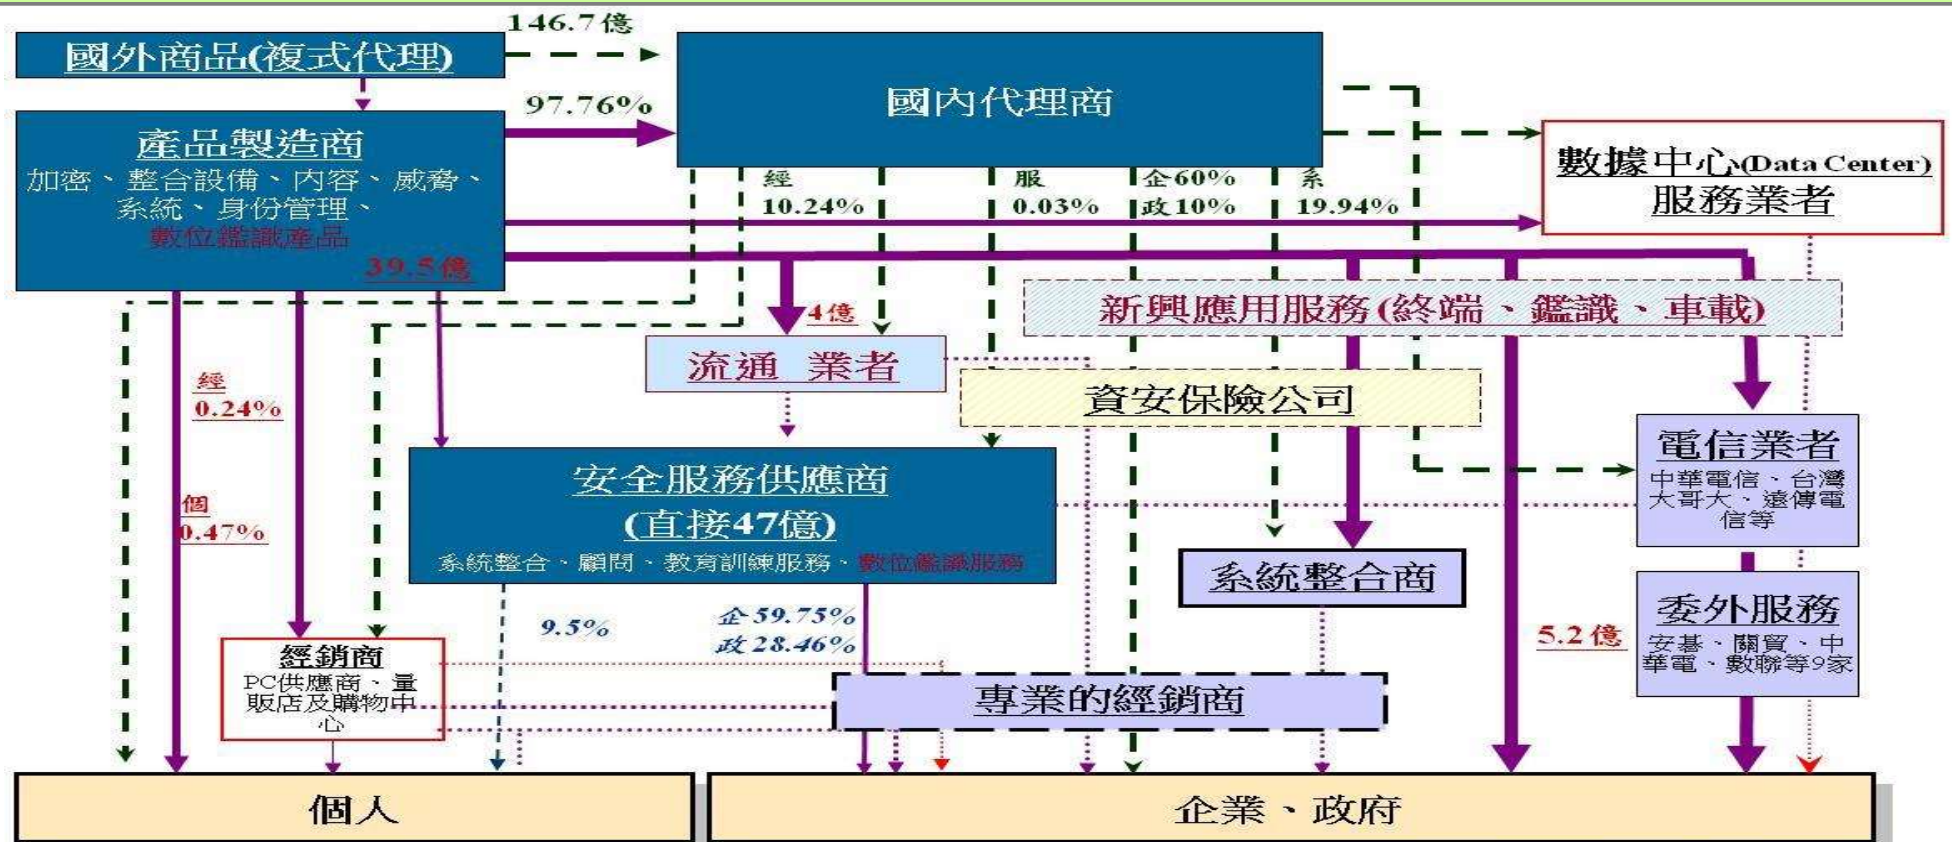 146.7億
國外商品(複式代理)
國內代理商
97.76%
產品製造商
加密、整合設備、內容、威脅、
系統、身份管理、
數位鑑識產品
39.5億
數據中心(Data Center)
服務業者
經
10.24%
服
0.03%
企60%
政10%
系
19.94%
新興應用服務(終端、鑑識、車載)
4億
流通 業者
資安保險公司
經
0.24%
個
0.47%
安全服務供應商
(直接47億)
系統整合、顧問、教育訓練服務、數位鑑識服務
電信業者
中華電信、台灣
大哥大、遠傳電
信等
系統整合商
委外服務
安碁、關貿、中
華電、數聯等9家
9.5%
企59.75%
政28.46%
5.2億
經銷商
PC供應商、量
販店及購物中
心
專業的經銷商
個人
企業、政府